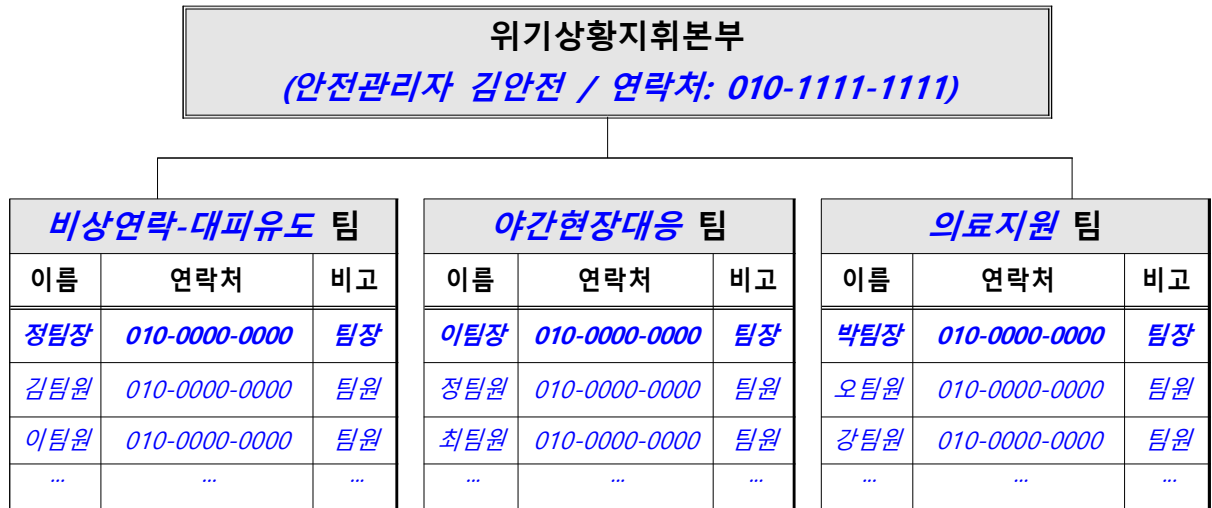 위기상황지휘본부
(안전관리자 김안전 / 연락처: 010-1111-1111)
비상연락-대피유도 팀
이름 연락처 비고
정팀장 010-0000-0000 팀장
김팀원 010-0000-0000 팀원
이팀원 010-0000-0000 팀원
... ... ...
야간현장대응 팀
이름 연락처 비고
이팀장 010-0000-0000 팀장
정팀원 010-0000-0000 팀원
최팀원 010-0000-0000 팀원
... ... ...
의료지원 팀
이름 연락처 비고
박팀장 010-0000-0000 팀장
오팀원 010-0000-0000 팀원
강팀원 010-0000-0000 팀원
... ... ...